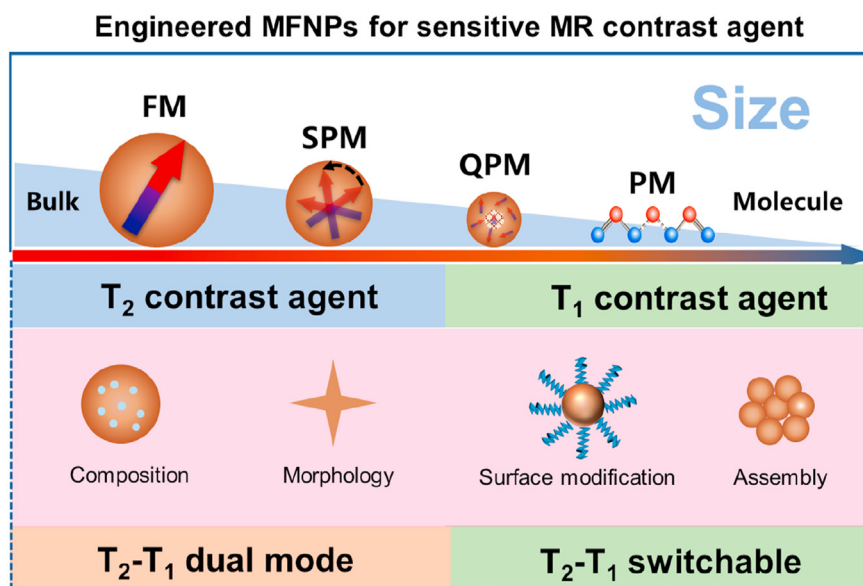 Engineered MFNPs for sensitive MR contrast agent
Size
FM
SPM
QPM
PM
Bulk
Molecule
T₂ contrast agent
T₁ contrast agent
Composition
Morphology
Surface modification
Assembly
T₂-T₁ dual mode
T₂-T₁ switchable